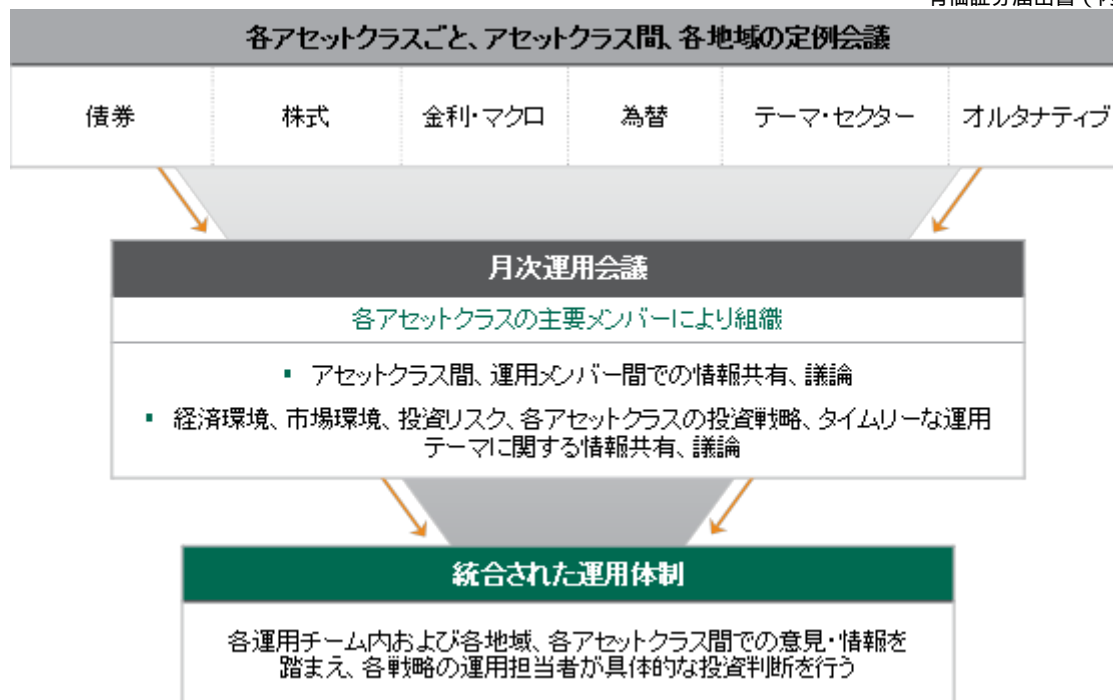 各アセットクラスごと、アセットクラス間、各地域の定例会議
債券 株式 金利・マクロ 為替 テーマ・セクター オルタナティブ
月次運用会議
各アセットクラスの主要メンバーにより組織
▪ アセットクラス間、運用メンバー間での情報共有、議論
▪ 経済環境、市場環境、投資リスク、各アセットクラスの投資戦略、タイムリーな運用
テーマに関する情報共有、議論
統合された運用体制
各運用チーム内および各地域、各アセットクラス間での意見・情報を
踏まえ、各戦略の運用担当者が具体的な投資判断を行う